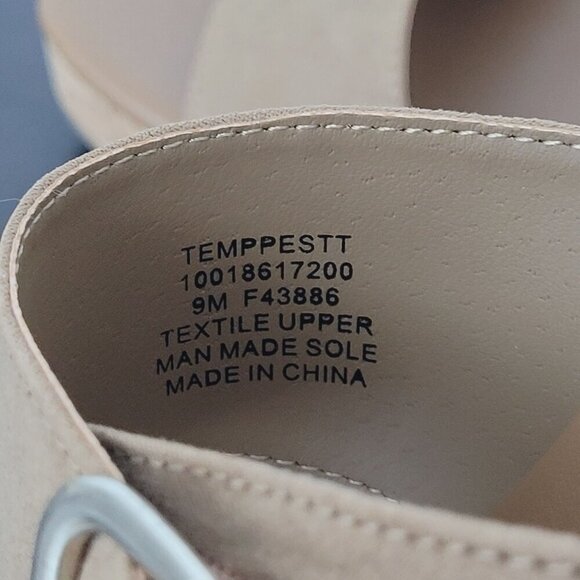 TEMPPESTT
10018617200
9M F43886
TEXTILE UPPER
MAN MADE SOLE
MADE IN CHINA